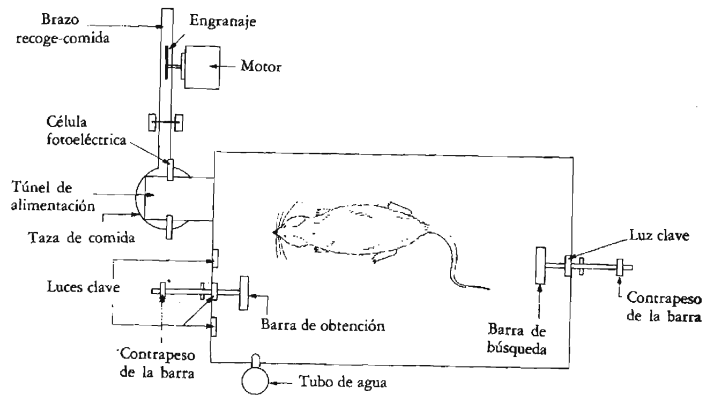 Brazo
recoge-comida
Engranaje
Motor
Célula
fotoeléctrica
Túnel de
alimentación
Taza de comida
Luces clave
Contrapeso
de la barra
Barra de obtención
Tubo de agua
Barra de
búsqueda
Luz clave
Contrapeso
de la barra